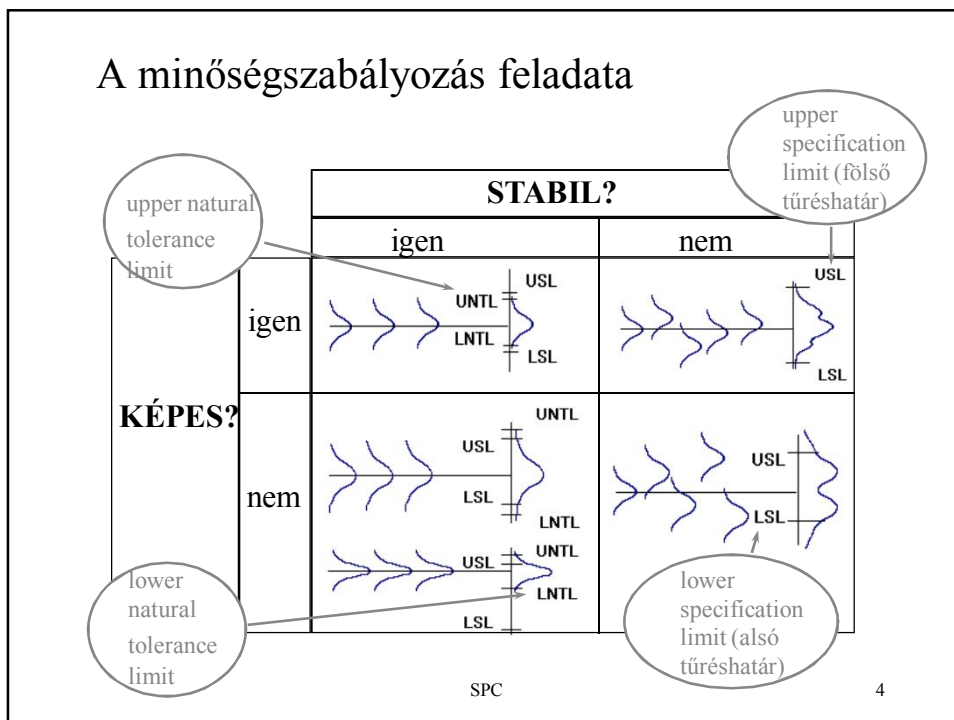 A minőségszabályozás feladata
upper
specification
limit (fölső
tűréshatár)
upper natural
tolerance
limit
STABIL?
igen
nem
KÉPES?
igen
USL
UNTL
LNTL
LSL
USL
LSL
nem
UNTL
USL
LSL
LNTL
USL
UNTL
LNTL
LSL
USL
LSL
lower
natural
tolerance
limit
lower
specification
limit (alsó
tűréshatár)
SPC
4